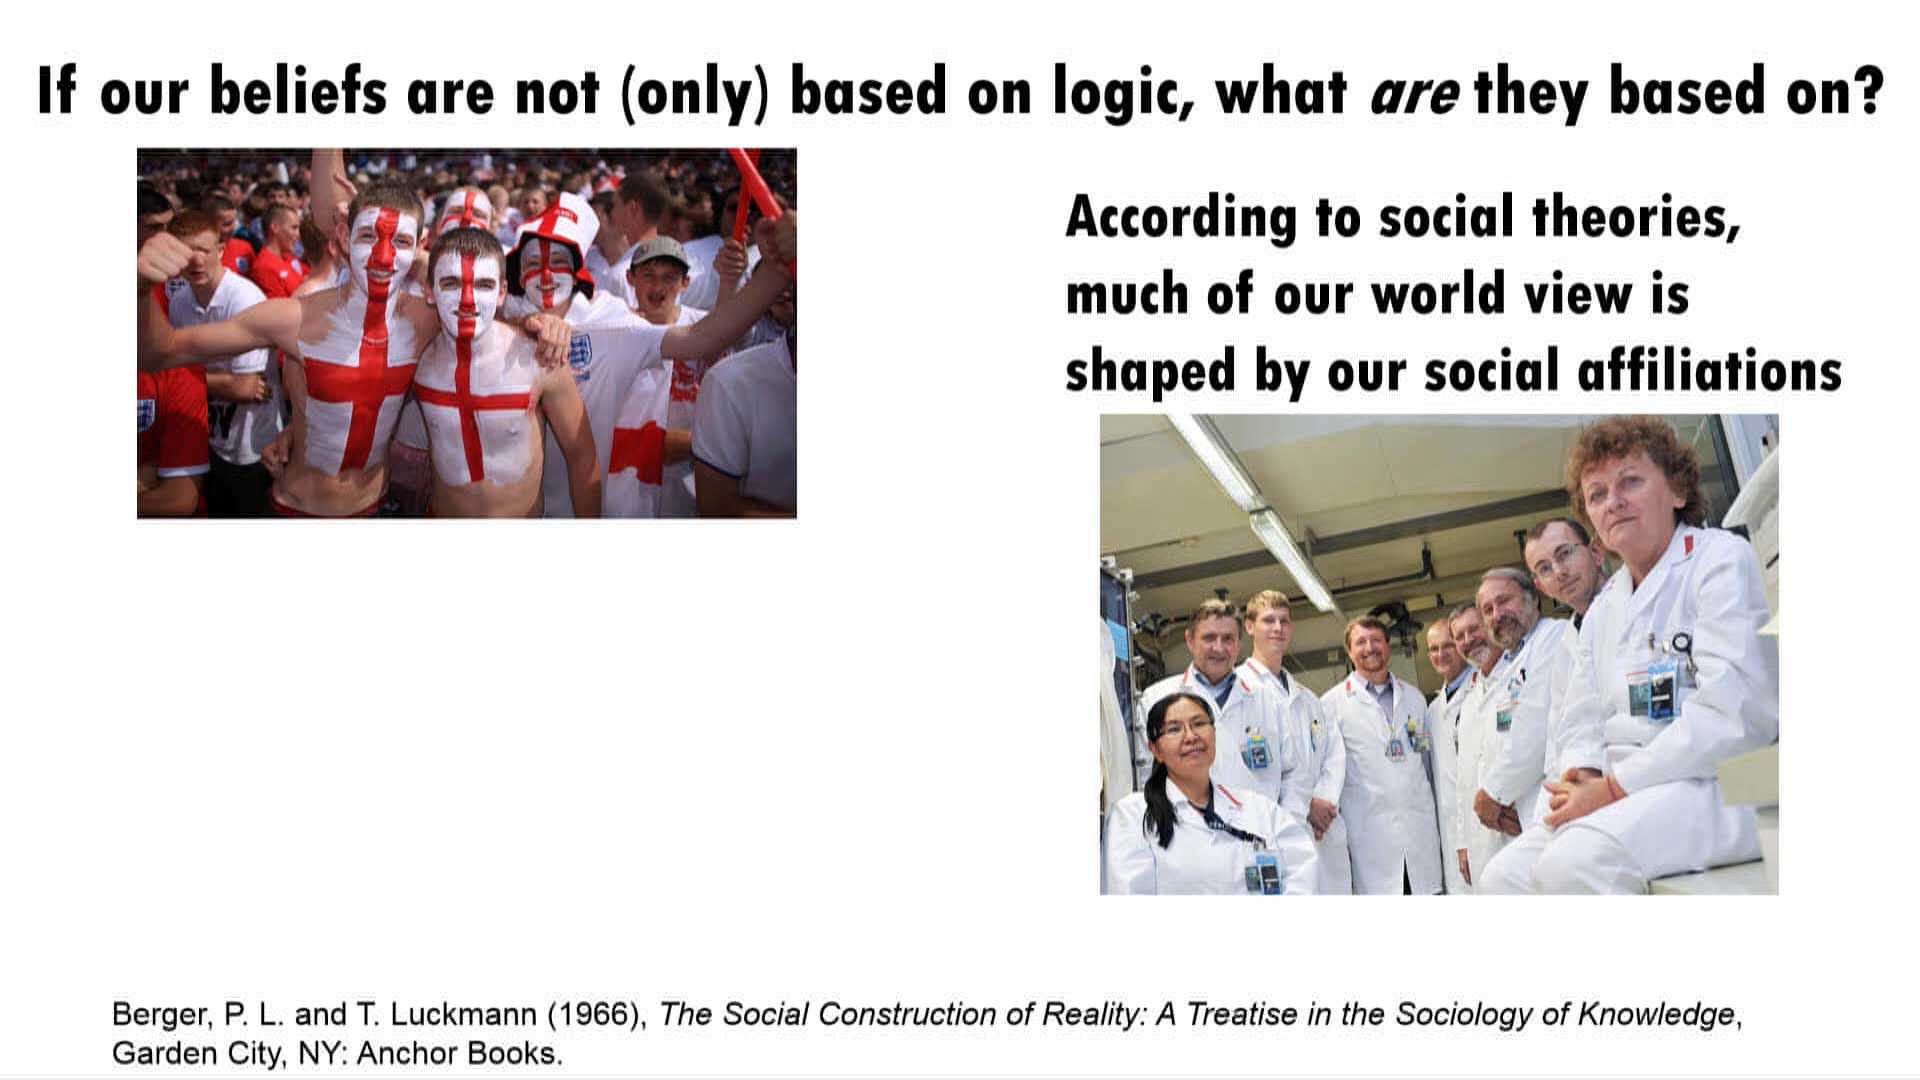 If our beliefs are not (only) based on logic, what are they based on?
According to social theories,
much of our world view is
shaped by our social affiliations
Berger, P. L. and T. Luckmann (1966), The Social Construction of Reality: A Treatise in the Sociology of Knowledge,
Garden City, NY: Anchor Books.